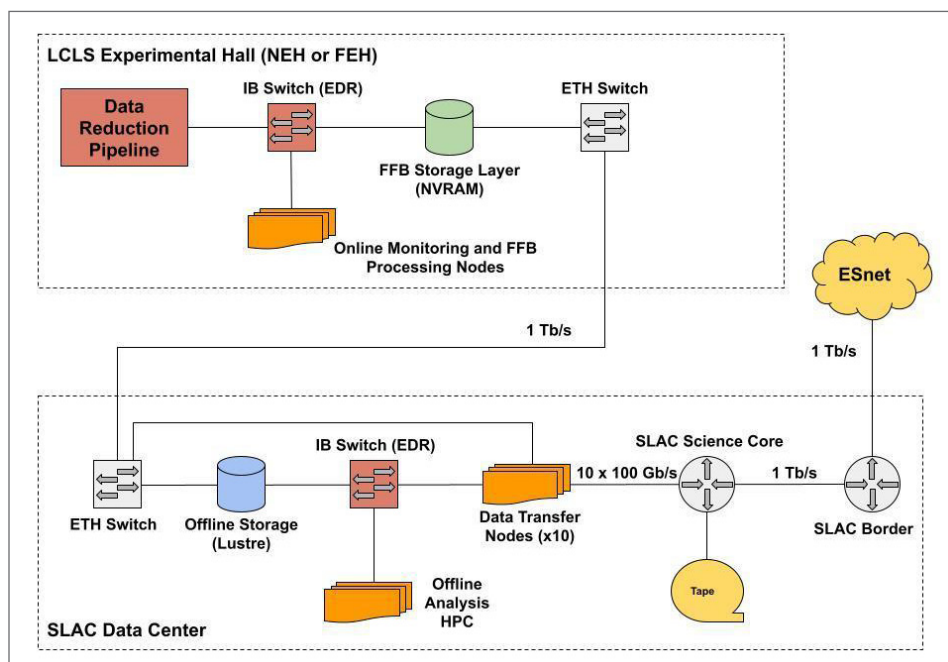 LCLS Experimental Hall (NEH or FEH)
IB Switch (EDR)
ETH Switch
Data
Reduction
Pipeline
FFB Storage Layer
(NVRAM)
Online Monitoring and FFB
Processing Nodes
ESnet
1 Tb/s
1 Tb/s
IB Switch (EDR)
SLAC Science Core
10 x 100 Gb/s
1 Tb/s
ETH Switch
Offline Storage
(Lustre)
Data Transfer
Nodes (x10)
SLAC Border
Offline
Analysis
HPC
Tape
SLAC Data Center